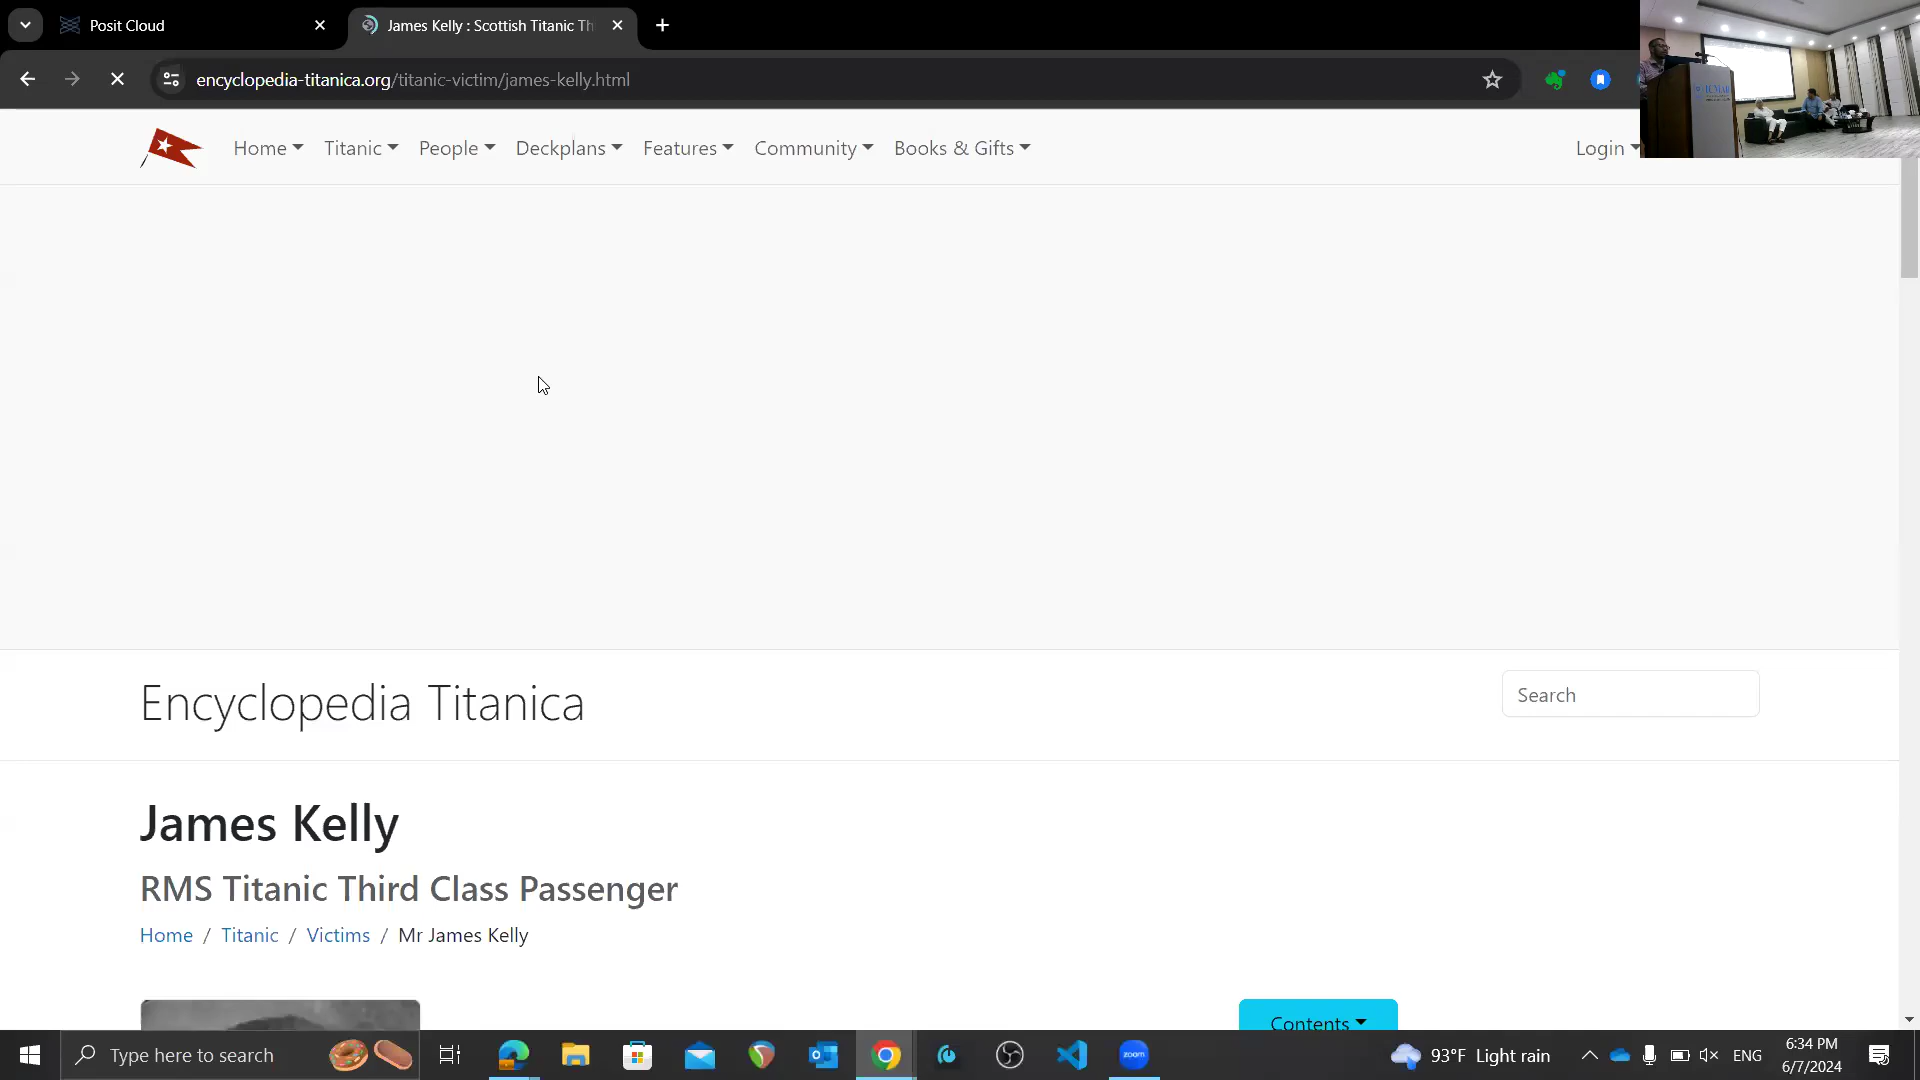 Posit Cloud
James Kelly : Scottish Titanic Th
encyclopedia-titanica.org/titanic-victim/james-kelly.html
Home Titanic People Deckplans Features Community Books & Gifts Login
Encyclopedia Titanica
Search
James Kelly
RMS Titanic Third Class Passenger
Home / Titanic / Victims / Mr James Kelly
Contents
Type here to search
zoom
93°F Light rain
ENG
6:34 PM
6/7/2024